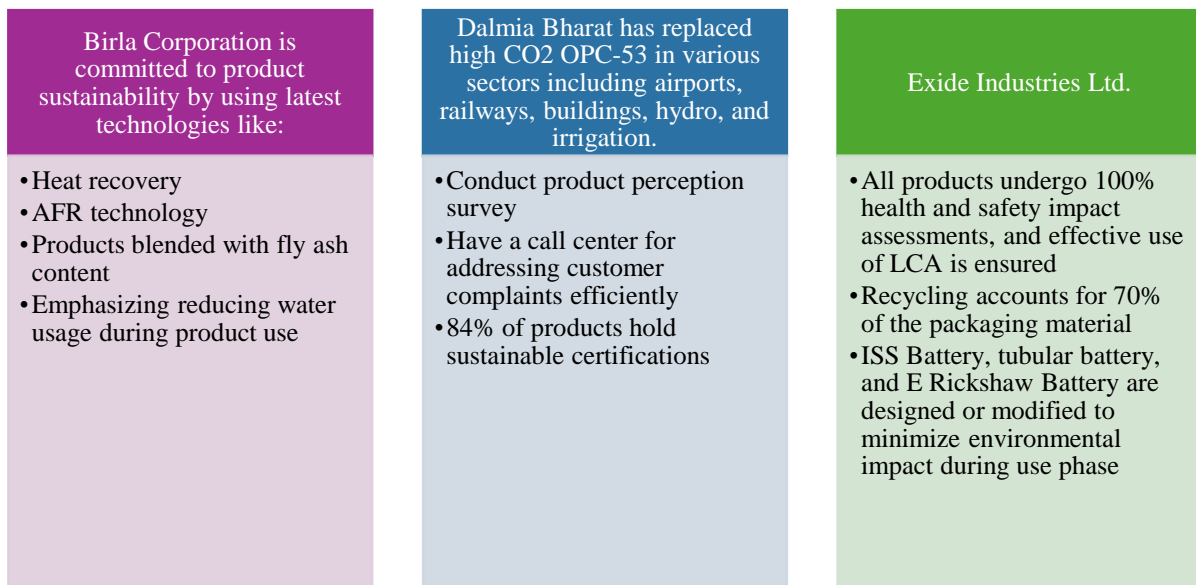 Birla Corporation is
committed to product
sustainability by using latest
technologies like:
•Heat recovery
•AFR technology
•Products blended with fly ash
content
•Emphasizing reducing water
usage during product use
Dalmia Bharat has replaced
high CO2 OPC-53 in various
sectors including airports,
railways, buildings, hydro, and
irrigation.
•Conduct product perception
survey
•Have a call center for
addressing customer
complaints efficiently
•84% of products hold
sustainable certifications
Exide Industries Ltd.
•All products undergo 100%
health and safety impact
assessments, and effective use
of LCA is ensured
•Recycling accounts for 70%
of the packaging material
•ISS Battery, tubular battery,
and E Rickshaw Battery are
designed or modified to
minimize environmental
impact during use phase